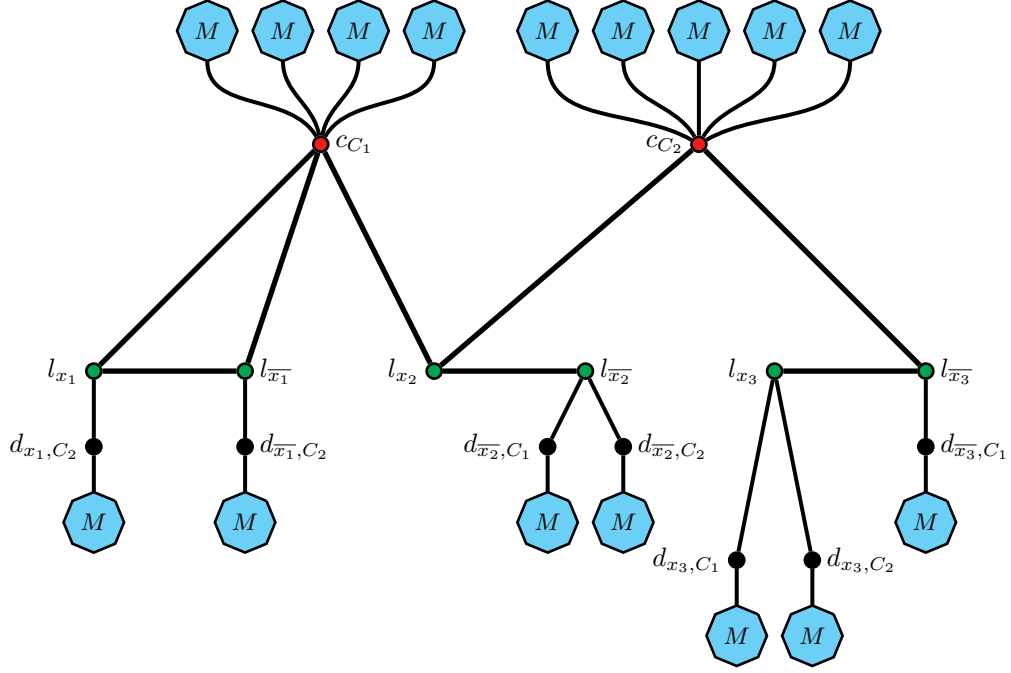 M M M M M M M M M
c_{C_1} c_{C_2}
l_{x_1} l_{\overline{x_1}} l_{x_2} l_{\overline{x_2}} l_{x_3} l_{\overline{x_3}}
d_{x_1,C_2} d_{\overline{x_1},C_2} d_{\overline{x_2},C_1} d_{\overline{x_2},C_2} d_{\overline{x_3},C_1}
M M M M M
d_{x_3,C_1} d_{x_3,C_2}
M M